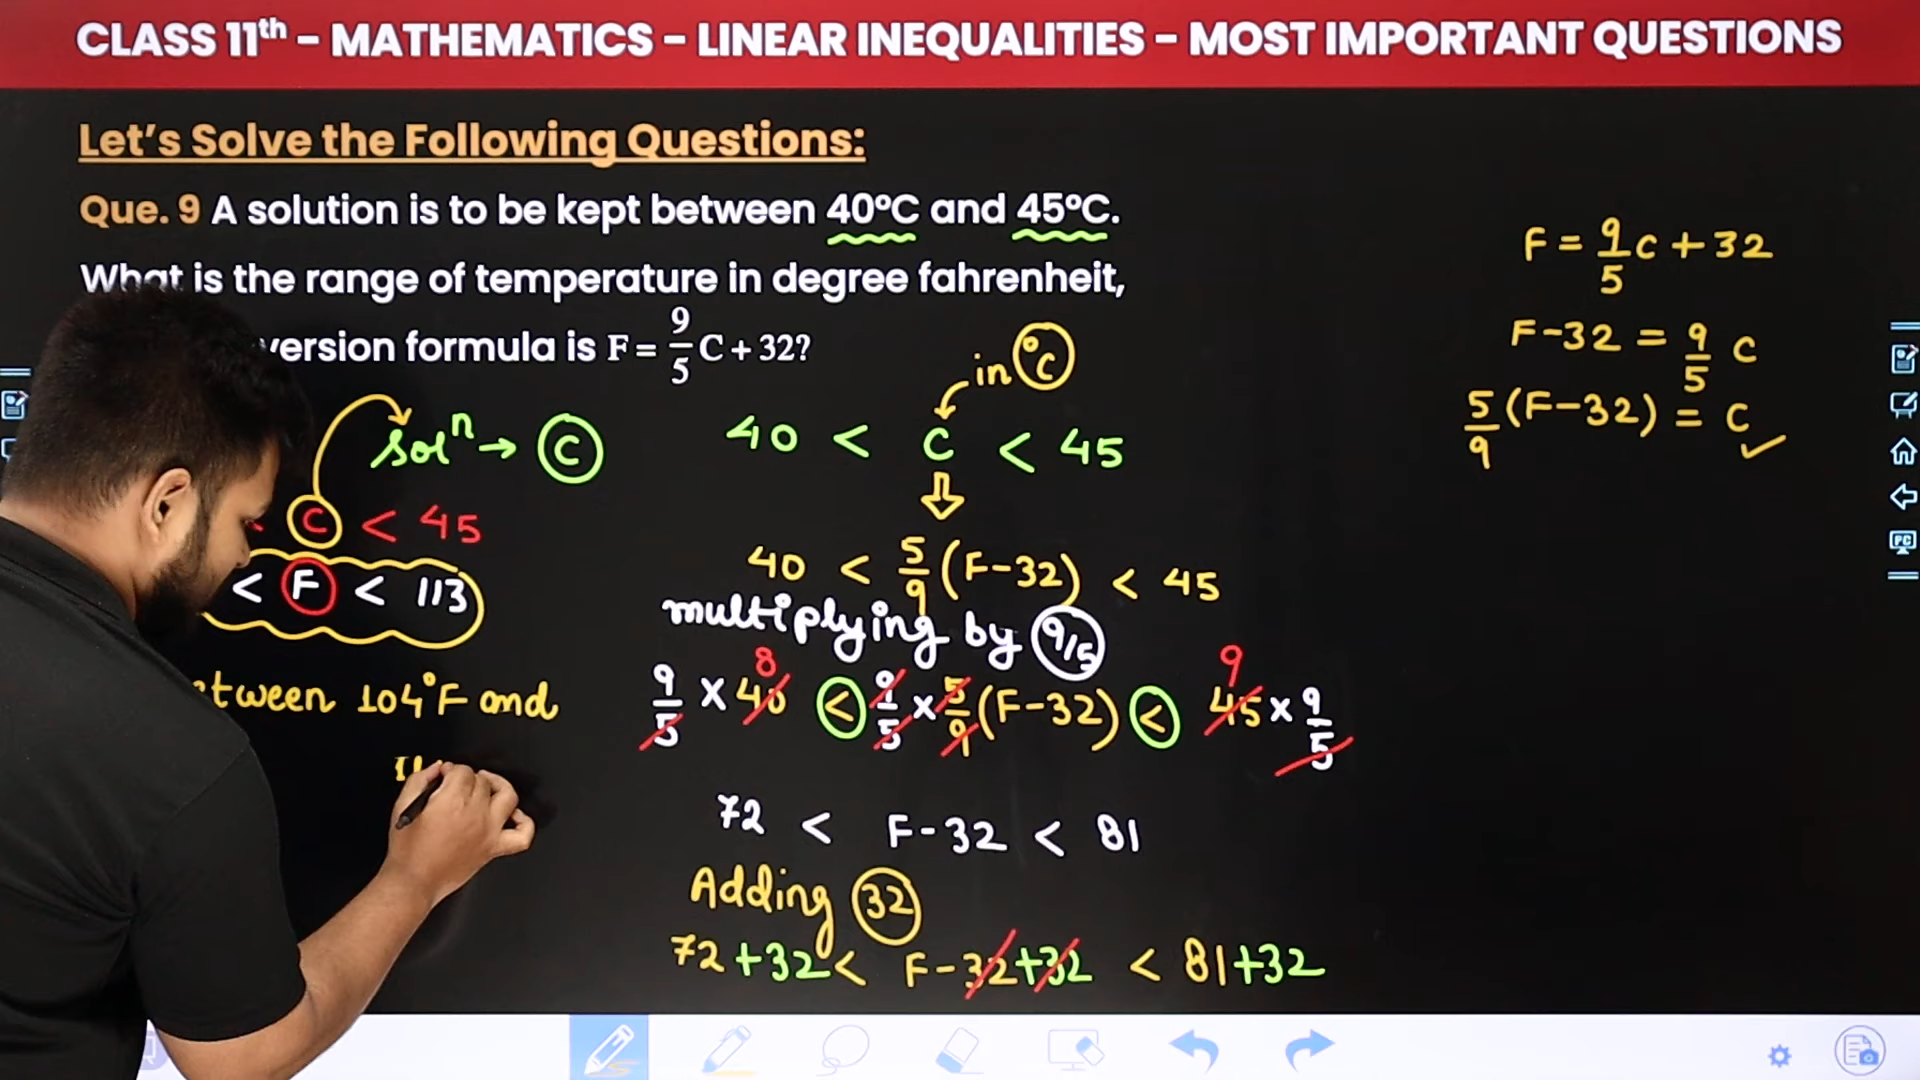 CLASS 11th - MATHEMATICS - LINEAR INEQUALITIES - MOST IMPORTANT QUESTIONS
Let's Solve the Following Questions:
Que. 9 A solution is to be kept between 40°C and 45°C.
What is the range of temperature in degree fahrenheit,
version formula is F = 9/5 C + 32?
soln → C
C < 45
< F < 113
tween 104°F and
in °C
40 < C < 45
40 < 5/9 (F-32) < 45
multiplying by 9/5
8 9
9/5 × 40 < 9/5 × 5/9 (F-32) < 45 × 9/5
72 < F-32 < 81
Adding 32
72+32 < F-32+32 < 81+32
F = 9/5 C + 32
F-32 = 9/5 C
5/9 (F-32) = C
PC